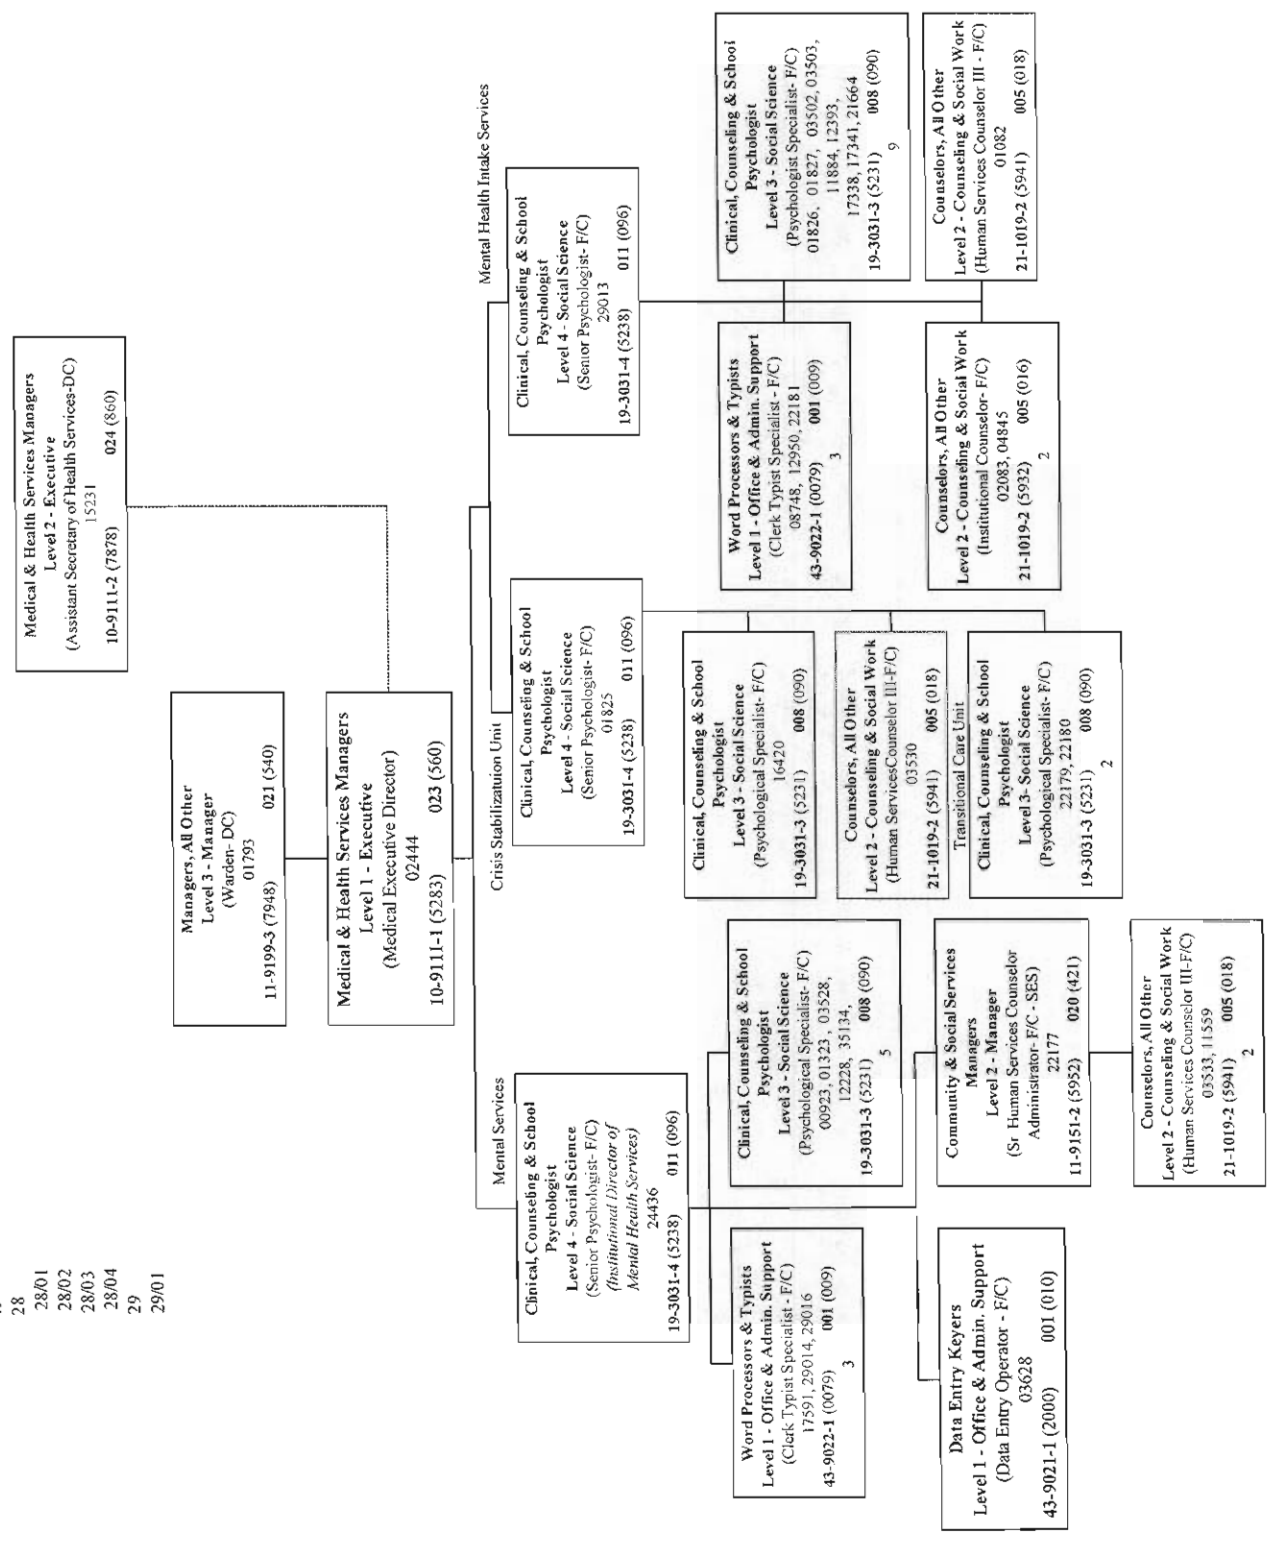 28
28/01
28/02
28/03
28/04
29
29/01
Medical & Health Services Managers
Level 2 - Executive
(Assistant Secretary of Health Services-DC)
15231
10-9111-2 (7878) 024 (860)
Managers, All Other
Level 3 - Manager
(Warden- DC)
01793
11-9199-3 (7948) 021 (540)
Medical & Health Services Managers
Level 1 - Executive
(Medical Executive Director)
02444
10-9111-1 (5283) 023 (560)
Mental Services
Clinical, Counseling & School
Psychologist
Level 4 - Social Science
(Senior Psychologist- F/C)
(Institutional Director of
Mental Health Services)
24436
19-3031-4 (5238) 011 (096)
Crisis Stabilizatuion Unit
Clinical, Counseling & School
Psychologist
Level 4 - Social Science
(Senior Psychologist- F/C)
01825
19-3031-4 (5238) 011 (096)
Mental Health Intake Services
Clinical, Counseling & School
Psychologist
Level 4 - Social Science
(Senior Psychologist- F/C)
29013
19-3031-4 (5238) 011 (096)
Word Processors & Typists
Level 1 - Office & Admin. Support
(Clerk Typist Specialist - F/C)
17591, 29014, 29016
43-9022-1 (0079) 001 (009)
3
Clinical, Counseling & School
Psychologist
Level 3 - Social Science
(Psychological Specialist- F/C)
00923, 01323, 03528,
12228, 35134,
19-3031-3 (5231) 008 (090)
5
Data Entry Keyers
Level 1 - Office & Admin. Support
(Data Entry Operator - F/C)
03628
43-9021-1 (2000) 001 (010)
Community & Social Services
Managers
Level 2 - Manager
(Sr Human Services Counselor
Administrator- F/C - SES)
22177
11-9151-2 (5952) 020 (421)
Counselors, All Other
Level 2 - Counseling & Social Work
(Human Services Counselor III-F/C)
03533, 11559
21-1019-2 (5941) 005 (018)
2
Clinical, Counseling & School
Psychologist
Level 3 - Social Science
(Psychological Specialist- F/C)
16420
19-3031-3 (5231) 008 (090)
Counselors, All Other
Level 2 - Counseling & Social Work
(Human ServicesCounselor III-F/C)
03530
21-1019-2 (5941) 005 (018)
Transitional Care Unit
Clinical, Counseling & School
Psychologist
Level 3- Social Science
(Psychological Specialist- F/C)
22179, 22180
19-3031-3 (5231) 008 (090)
2
Word Processors & Typists
Level 1 - Office & Admin. Support
(Clerk Typist Specialist - F/C)
08748, 12950, 22181
43-9022-1 (0079) 001 (009)
3
Clinical, Counseling & School
Psychologist
Level 3 - Social Science
(Psychologist Specialist- F/C)
01826, 01827, 03502, 03503,
11884, 12393,
17338, 17341, 21664
19-3031-3 (5231) 008 (090)
9
Counselors, All Other
Level 2 - Counseling & Social Work
(Institutional Counselor- F/C)
02083, 04845
21-1019-2 (5932) 005 (016)
2
Counselors, All Other
Level 2 - Counseling & Social Work
(Human Services Counselor III - F/C)
01082
21-1019-2 (5941) 005 (018)